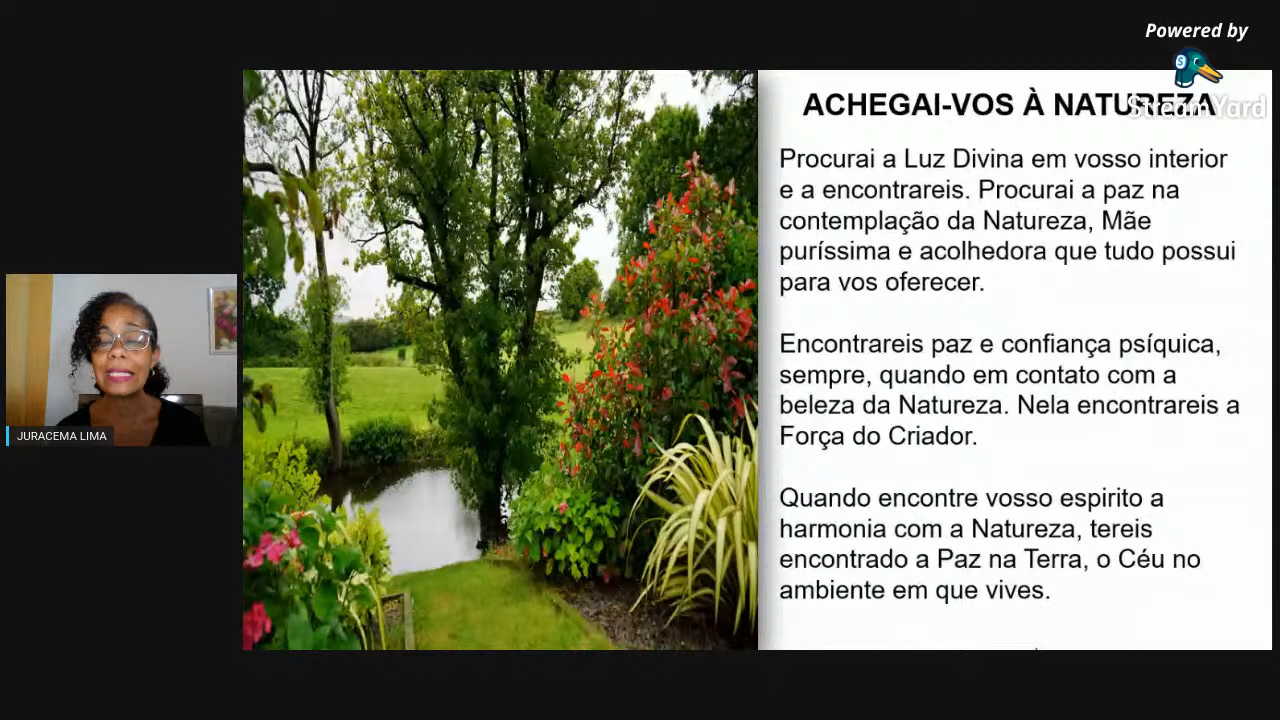 Powered by
StreamYard
ACHEGAI-VOS À NATUREZA
Procurai a Luz Divina em vosso interior
e a encontrareis. Procurai a paz na
contemplação da Natureza, Mãe
puríssima e acolhedora que tudo possui
para vos oferecer.
Encontrareis paz e confiança psíquica,
sempre, quando em contato com a
beleza da Natureza. Nela encontrareis a
Força do Criador.
Quando encontre vosso espirito a
harmonia com a Natureza, tereis
encontrado a Paz na Terra, o Céu no
ambiente em que vives.
JURACEMA LIMA